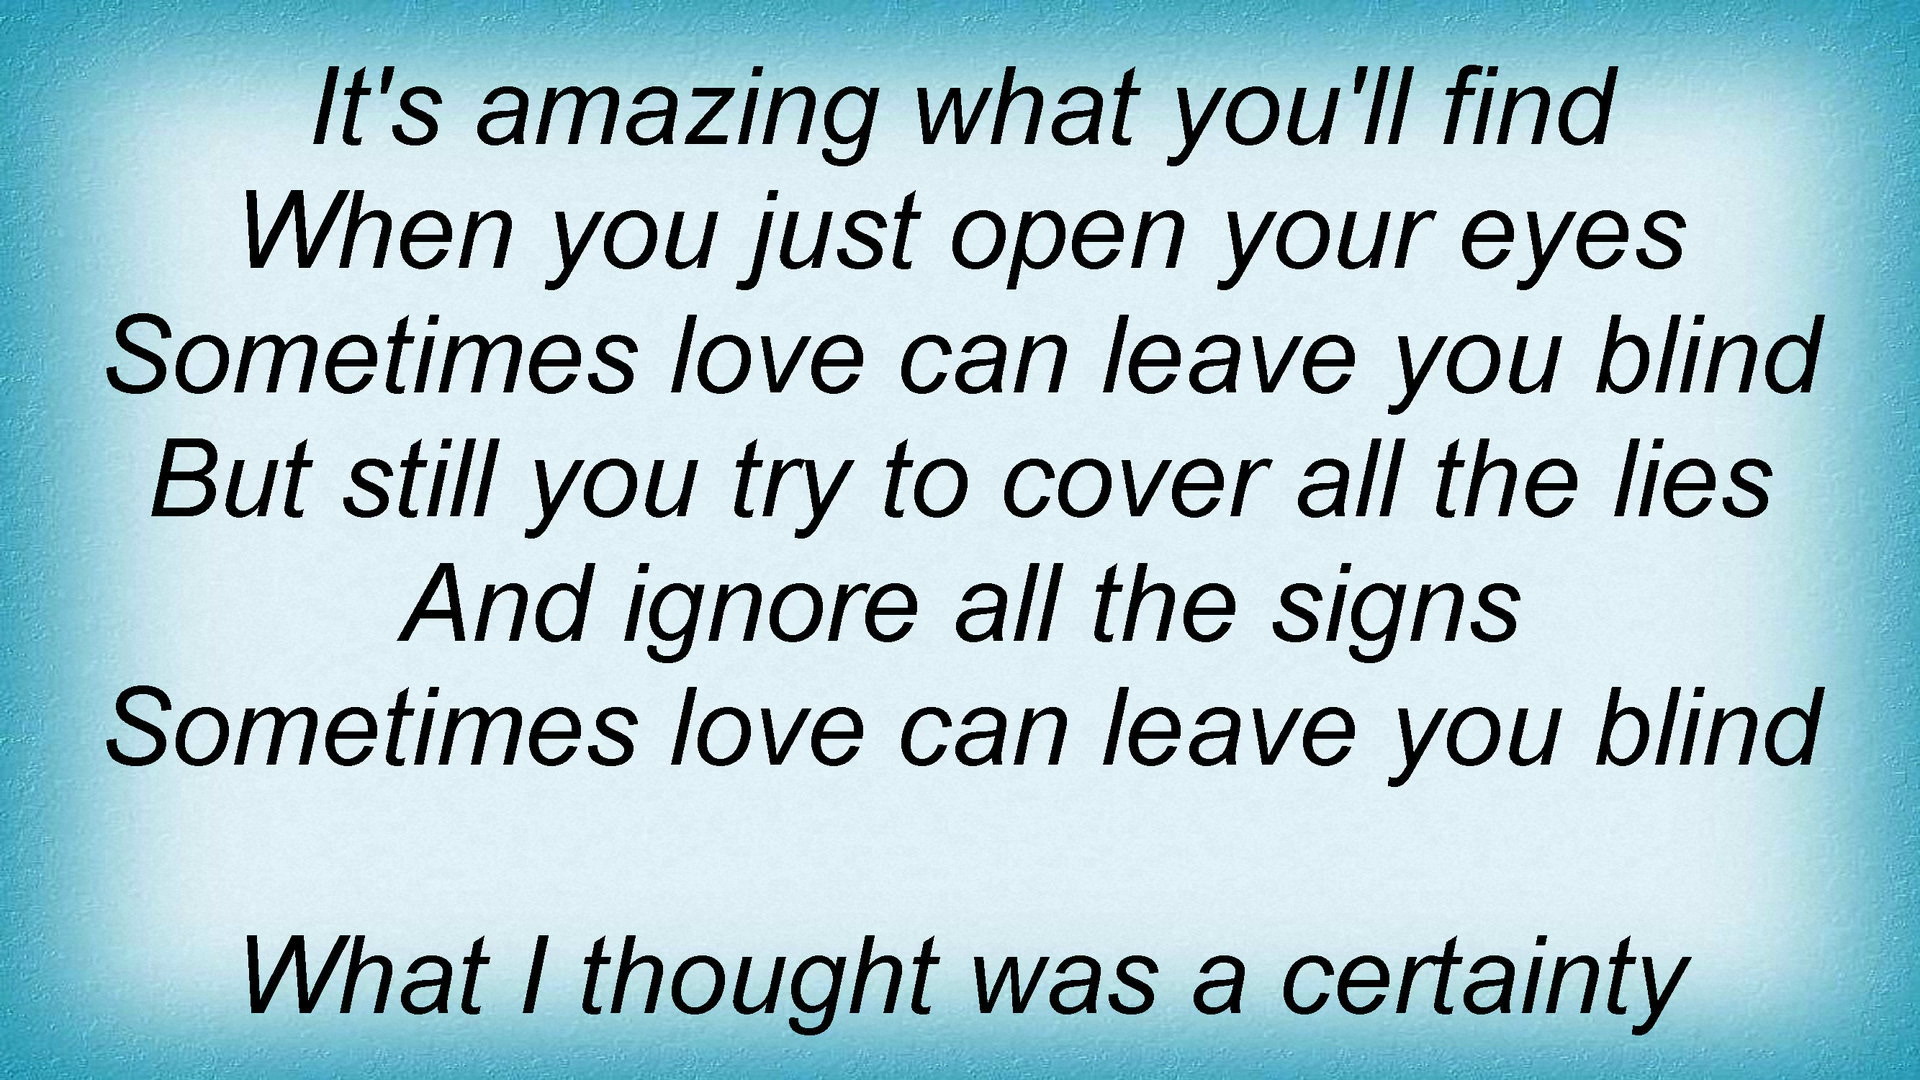 It's amazing what you'll find
When you just open your eyes
Sometimes love can leave you blind
But still you try to cover all the lies
And ignore all the signs
Sometimes love can leave you blind
What I thought was a certainty